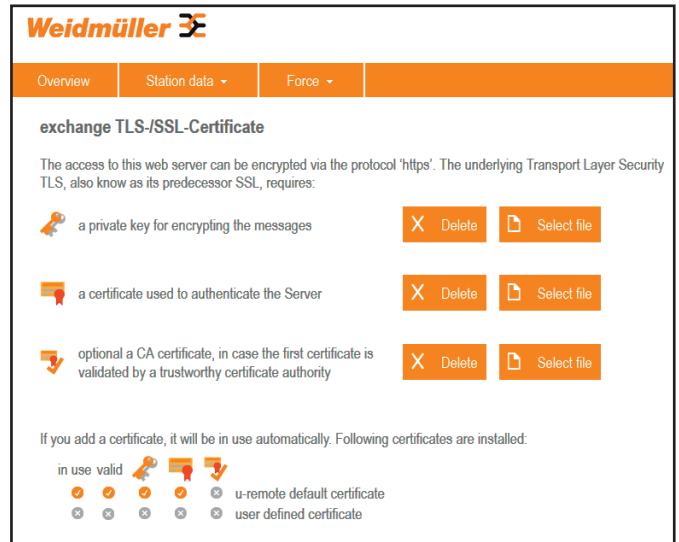 Weidmüller
Overview Station data Force
exchange TLS-/SSL-Certificate
The access to this web server can be encrypted via the protocol ‘https’. The underlying Transport Layer Security
TLS, also know as its predecessor SSL, requires:
a private key for encrypting the messages X Delete Select file
a certificate used to authenticate the Server X Delete Select file
optional a CA certificate, in case the first certificate is
validated by a trustworthy certificate authority X Delete Select file
If you add a certificate, it will be in use automatically. Following certificates are installed:
in use valid
u-remote default certificate
user defined certificate